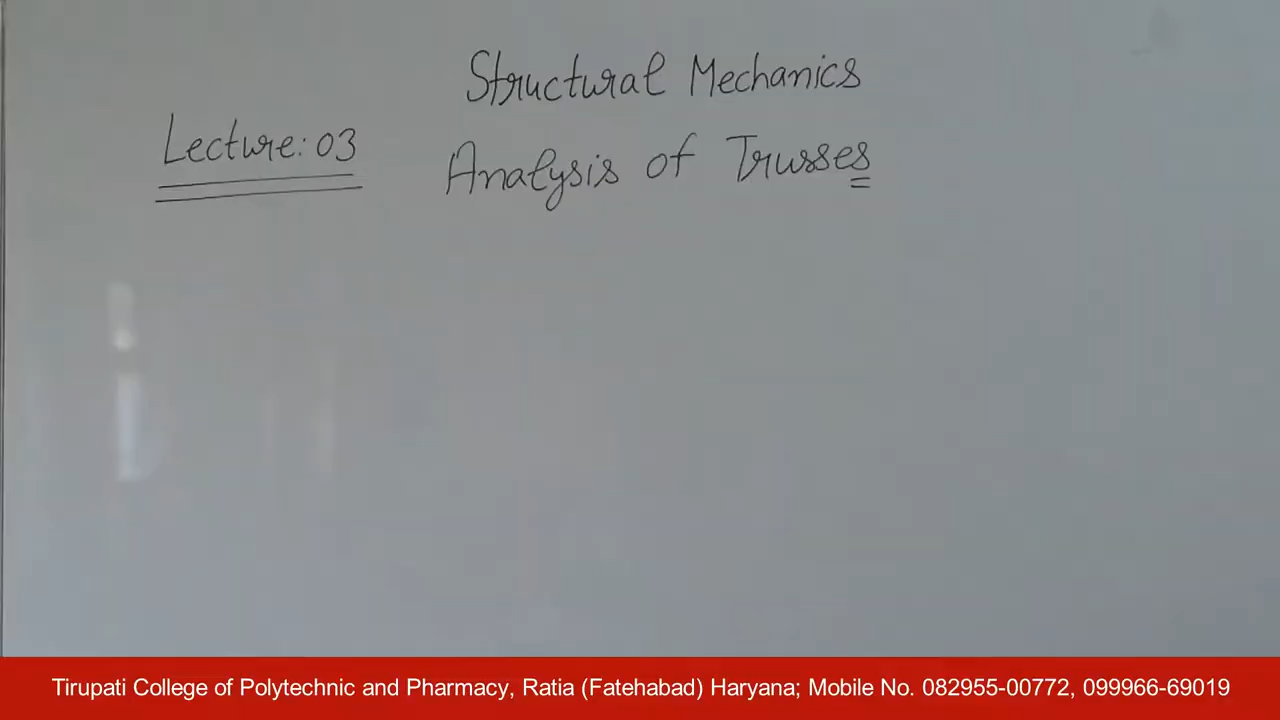 Structural Mechanics
Lecture: 03
Analysis of Trusses
Tirupati College of Polytechnic and Pharmacy, Ratia (Fatehabad) Haryana; Mobile No. 082955-00772, 099966-69019